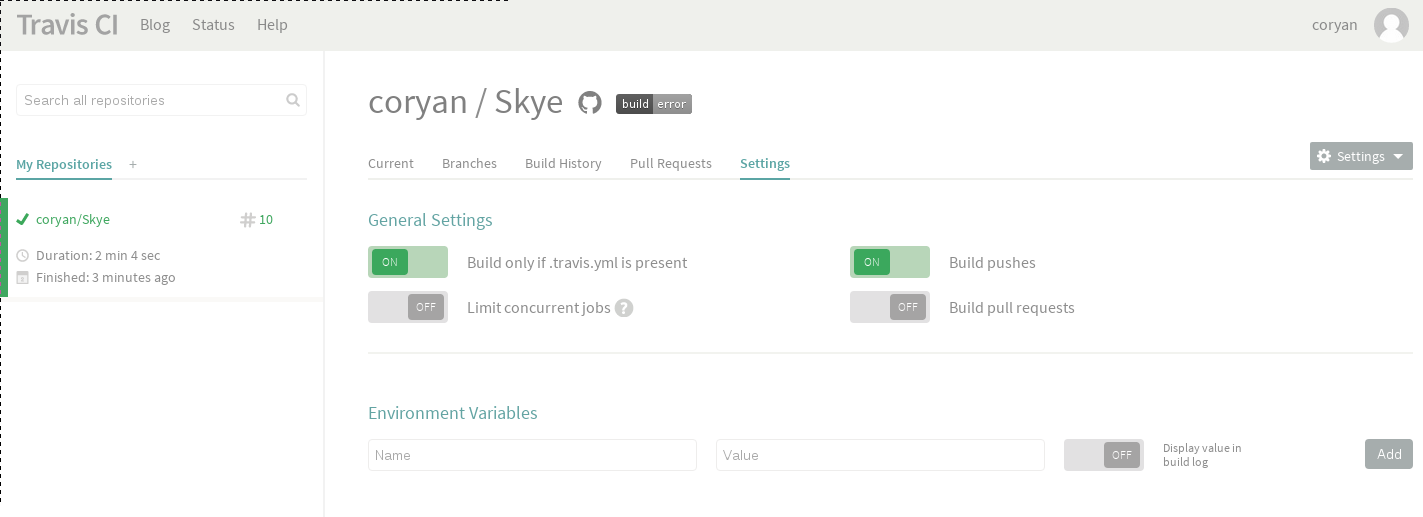 Travis CI Blog Status Help coryan
Search all repositories
My Repositories +
coryan/Skye # 10
Duration: 2 min 4 sec
Finished: 3 minutes ago
coryan / Skye build error
Current Branches Build History Pull Requests Settings Settings
General Settings
ON Build only if .travis.yml is present ON Build pushes
OFF Limit concurrent jobs ? OFF Build pull requests
Environment Variables
Name Value OFF Display value in
build log
Add